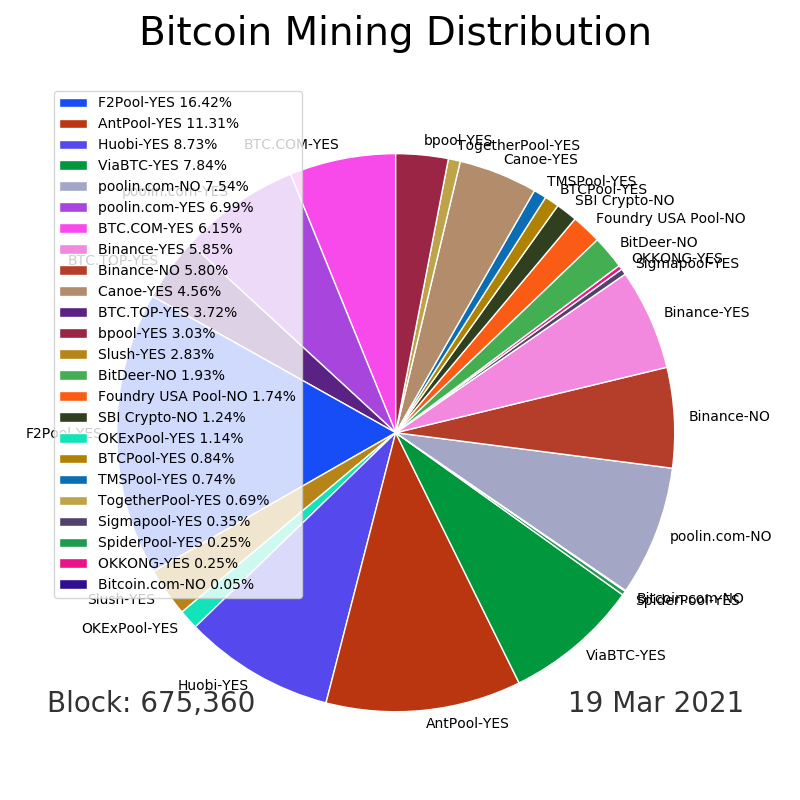 Bitcoin Mining Distribution
F2Pool-YES 16.42%
AntPool-YES 11.31%
Huobi-YES 8.73%
ViaBTC-YES 7.84%
poolin.com-NO 7.54%
poolin.com-YES 6.99%
BTC.COM-YES 6.15%
Binance-YES 5.85%
Binance-NO 5.80%
Canoe-YES 4.56%
BTC.TOP-YES 3.72%
bpool-YES 3.03%
Slush-YES 2.83%
BitDeer-NO 1.93%
Foundry USA Pool-NO 1.74%
SBI Crypto-NO 1.24%
OKExPool-YES 1.14%
BTCPool-YES 0.84%
TMSPool-YES 0.74%
TogetherPool-YES 0.69%
Sigmapool-YES 0.35%
SpiderPool-YES 0.25%
OKKONG-YES 0.25%
Bitcoin.com-NO 0.05%
bpool-YES
TogetherPool-YES
Canoe-YES
TMSPool-YES
BTCPool-YES
SBI Crypto-NO
Foundry USA Pool-NO
BitDeer-NO
OKKONG-YES
Sigmapool-YES
Binance-YES
Binance-NO
poolin.com-NO
Bitcoin.com-NO
SpiderPool-YES
ViaBTC-YES
AntPool-YES
Huobi-YES
OKExPool-YES
Slush-YES
F2Pool-YES
BTC.TOP-YES
poolin.com-YES
BTC.COM-YES
Block: 675,360
19 Mar 2021